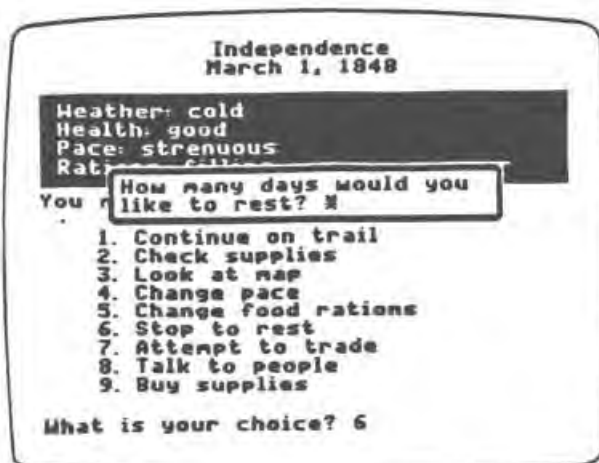 Independence
March 1, 1848
Weather: cold
Health: good
Pace: strenuous
How many days would you
like to rest?
You
1. Continue on trail
2. Check supplies
3. Look at map
4. Change pace
5. Change food rations
6. Stop to rest
7. Attempt to trade
8. Talk to people
9. Buy supplies
What is your choice? 6